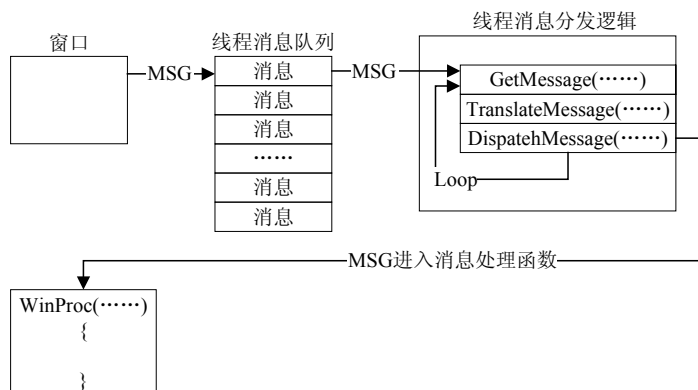 窗口
线程消息队列
线程消息分发逻辑
MSG
消息
消息
消息
……
消息
消息
MSG
GetMessage(……)
TranslateMessage(……)
DispatehMessage(……)
Loop
MSG进入消息处理函数
WinProc(……)
{
}